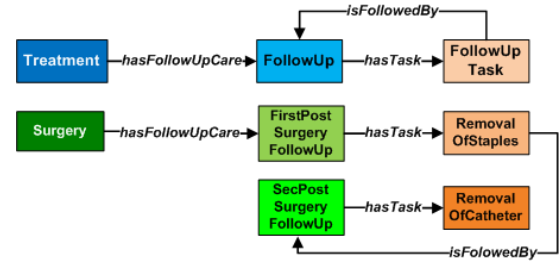 isFollowedBy
Treatment
hasFollowUpCare
FollowUp
hasTask
FollowUp
Task
Surgery
hasFollowUpCare
FirstPost
Surgery
FollowUp
hasTask
Removal
OfStaples
SecPost
Surgery
FollowUp
hasTask
Removal
OfCatheter
isFolowedBy